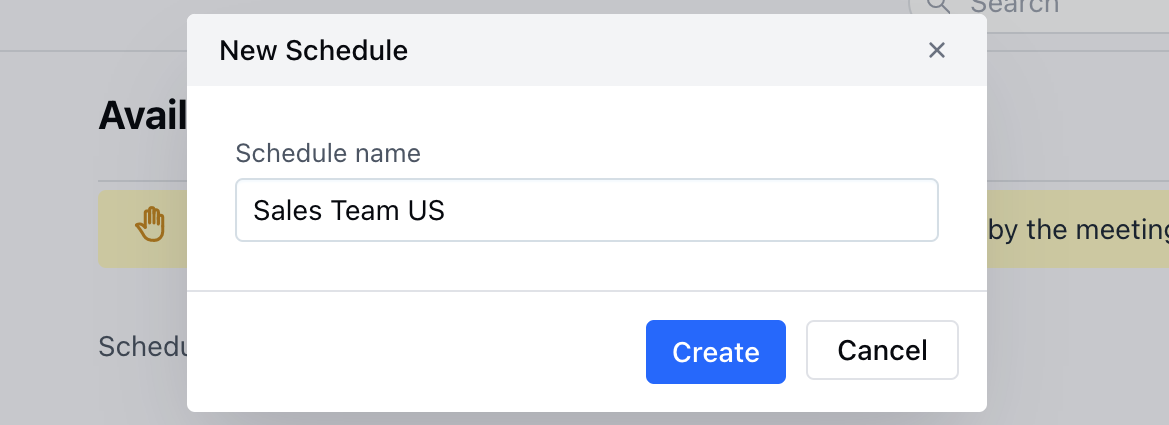 Search
New Schedule
Avail
Schedule name
Sales Team US
by the meeting
Schedu
Create Cancel